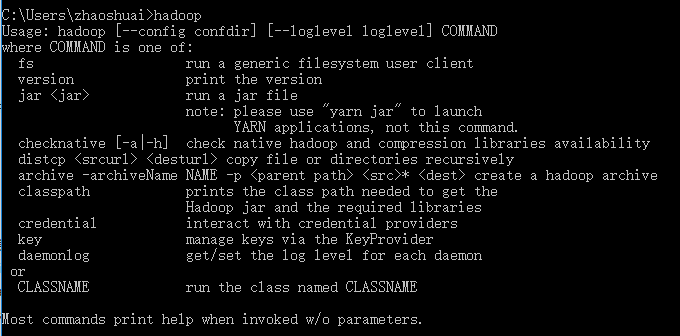 C:\Users\zhaoshuai>hadoop
Usage: hadoop [--config confdir] [--loglevel loglevel] COMMAND
where COMMAND is one of:
  fs                   run a generic filesystem user client
  version              print the version
  jar <jar>            run a jar file
                       note: please use "yarn jar" to launch
                             YARN applications, not this command.
  checknative [-a|-h]  check native hadoop and compression libraries availability
  distcp <srcurl> <desturl> copy file or directories recursively
  archive -archiveName NAME -p <parent path> <src>* <dest> create a hadoop archive
  classpath            prints the class path needed to get the
                       Hadoop jar and the required libraries
  credential           interact with credential providers
  key                  manage keys via the KeyProvider
  daemonlog            get/set the log level for each daemon
 or
  CLASSNAME            run the class named CLASSNAME

Most commands print help when invoked w/o parameters.